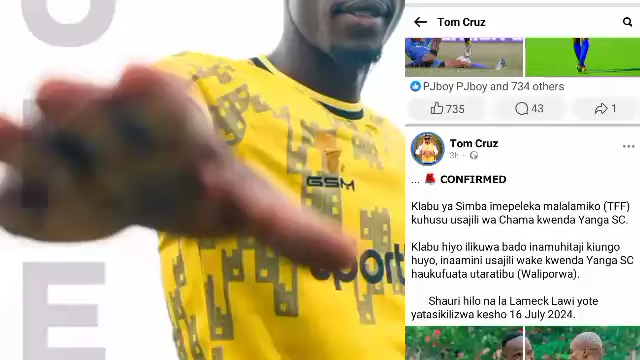 U
E
GSM
Sport
Tom Cruz
PJboy PJboy and 734 others
735
43
1
Tom Cruz
3h
... CONFIRMED
Klabu ya Simba imepeleka malalamiko (TFF)
kuhusu usajili wa Chama kwenda Yanga SC.
Klabu hiyo ilikuwa bado inamuhitaji kiungo
huyo, inaamini usajili wake kwenda Yanga SC
haukufuata utaratibu (Waliporwa).
Shauri hilo na la Lameck Lawi yote
yatasikilizwa kesho 16 July 2024.